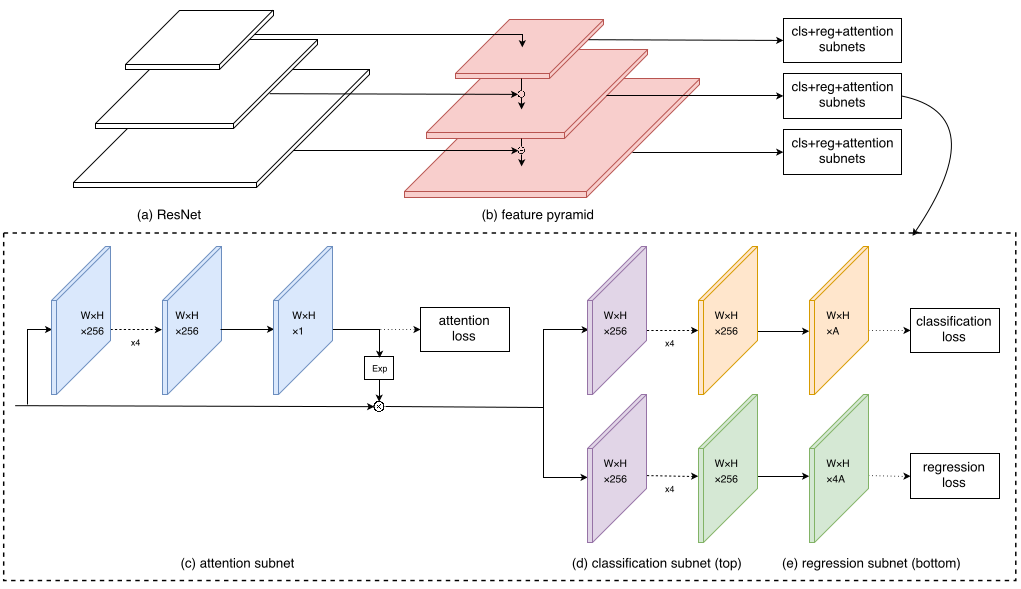 cls+reg+attention
subnets
cls+reg+attention
subnets
cls+reg+attention
subnets
(a) ResNet
(b) feature pyramid
W×H
×256
x4
W×H
×256
W×H
×1
attention
loss
Exp
W×H
×256
x4
W×H
×256
W×H
×A
classification
loss
W×H
×256
x4
W×H
×256
W×H
×4A
regression
loss
(c) attention subnet
(d) classification subnet (top)
(e) regression subnet (bottom)